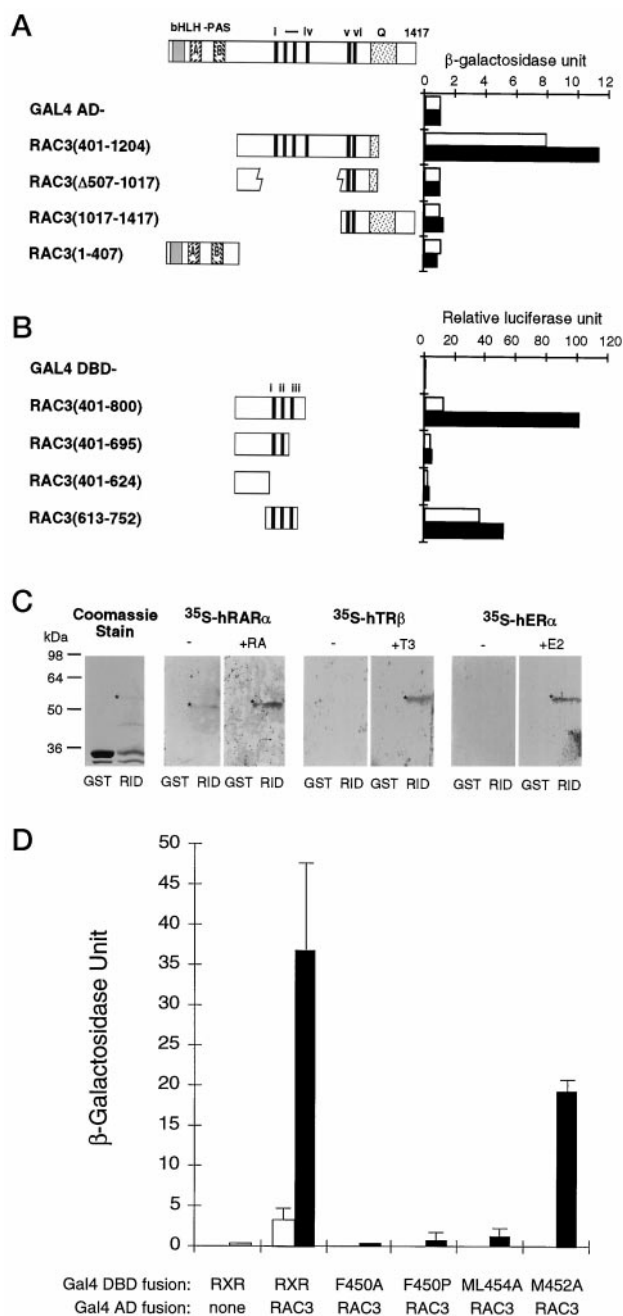 A
bHLH -PAS
i
iv
v vi
Q
1417
A
B
β-galactosidase unit
0 2 4 6 8 10 12
GAL4 AD-
RAC3(401-1204)
RAC3(Δ507-1017)
RAC3(1017-1417)
RAC3(1-407)
A
B
B
Relative luciferase unit
0 20 40 60 80 100 120
GAL4 DBD-
i ii iii
RAC3(401-800)
RAC3(401-695)
RAC3(401-624)
RAC3(613-752)
C
Coomassie Stain
35S-hRARα
35S-hTRβ
35S-hERα
kDa
- +RA - +T3 - +E2
98
64
50
36
GST RID GST RID GST RID GST RID GST RID GST RID GST RID
D
β-Galactosidase Unit
50
45
40
35
30
25
20
15
10
5
0
Gal4 DBD fusion: RXR RXR F450A F450P ML454A M452A
Gal4 AD fusion: none RAC3 RAC3 RAC3 RAC3 RAC3